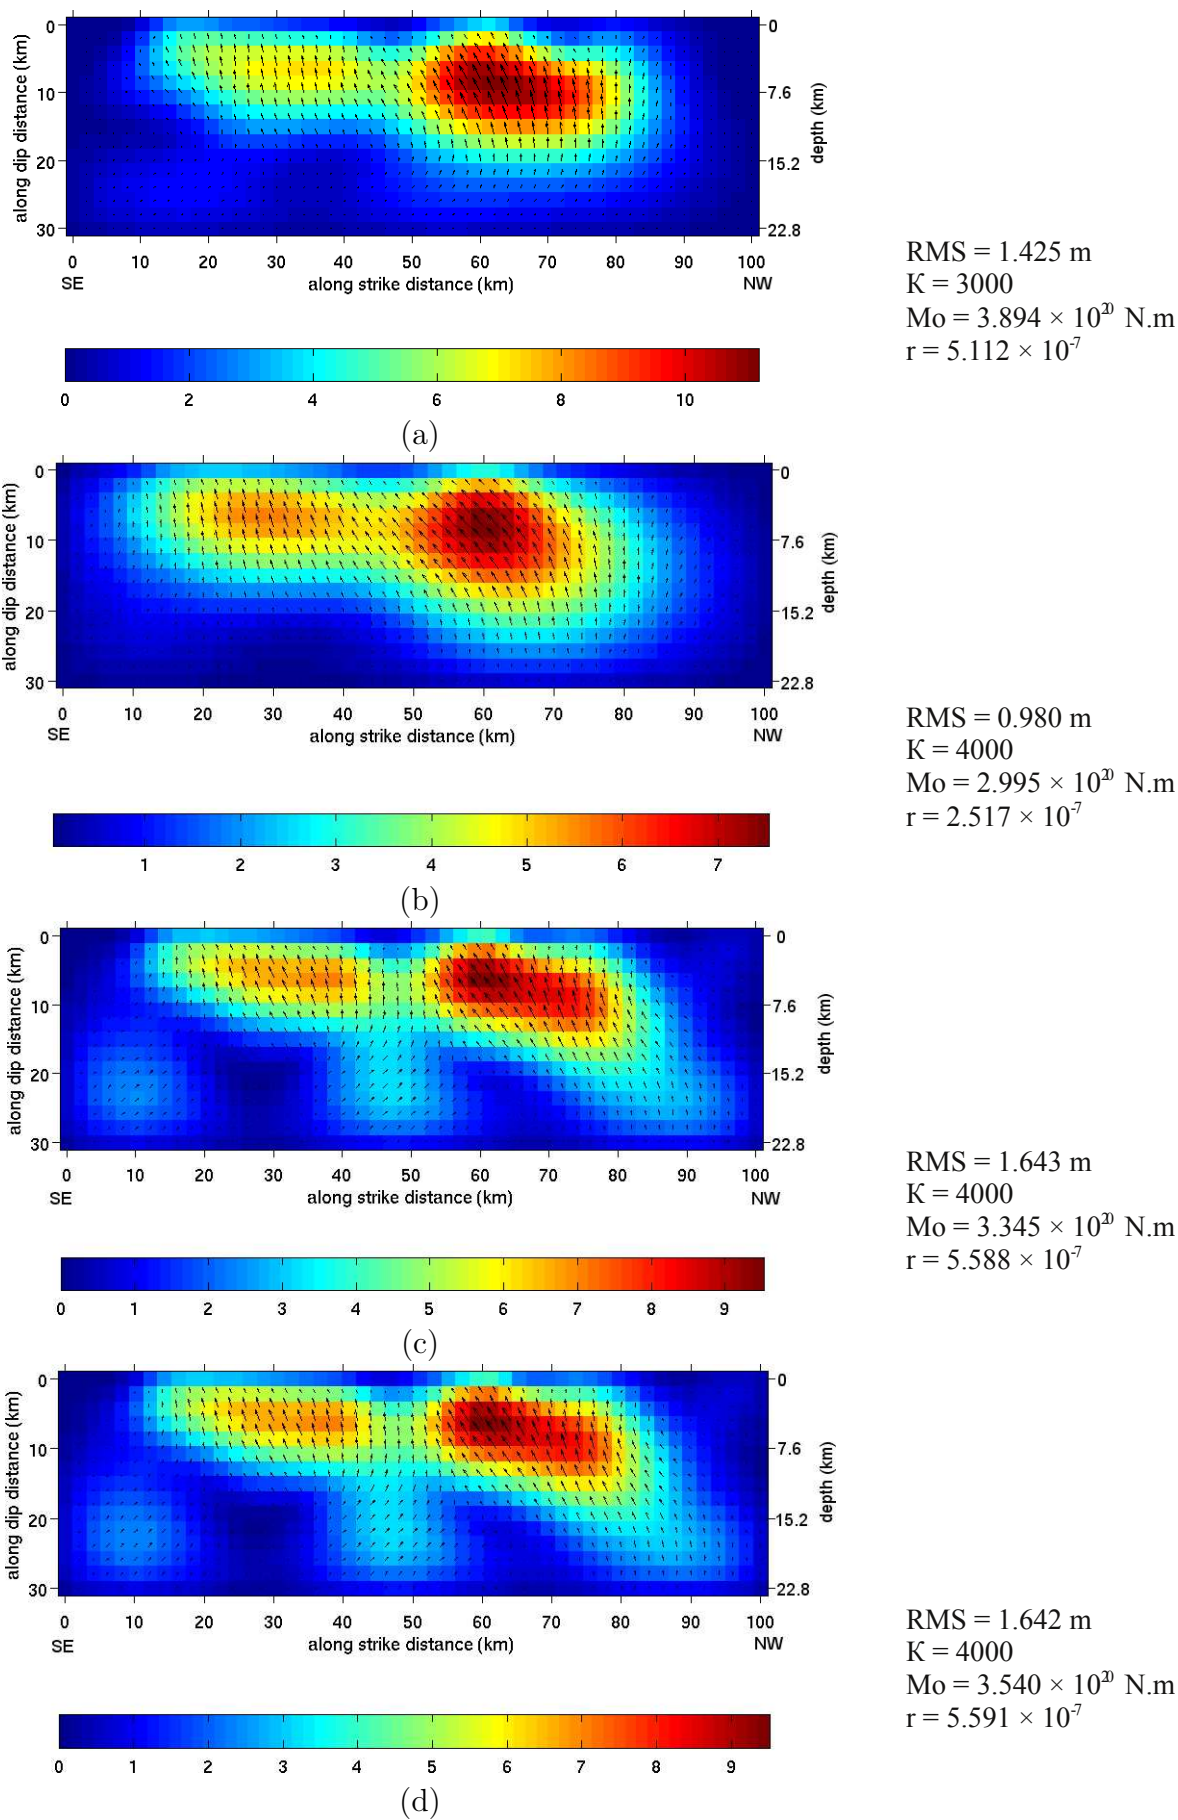 0
10
20
30
along dip distance (km)
0
7.6
15.2
22.8
depth (km)
0 10 20 30 40 50 60 70 80 90 100
SE along strike distance (km) NW
RMS = 1.425 m
K = 3000
Mo = 3.894 × 10²⁰ N.m
r = 5.112 × 10⁻⁷
0 2 4 6 8 10
(a)
0
10
20
30
along dip distance (km)
0
7.6
15.2
22.8
depth (km)
0 10 20 30 40 50 60 70 80 90 100
SE along strike distance (km) NW
RMS = 0.980 m
K = 4000
Mo = 2.995 × 10²⁰ N.m
r = 2.517 × 10⁻⁷
1 2 3 4 5 6 7
(b)
0
10
20
30
along dip distance (km)
0
7.6
15.2
22.8
depth (km)
0 10 20 30 40 50 60 70 80 90 100
SE along strike distance (km) NW
RMS = 1.643 m
K = 4000
Mo = 3.345 × 10²⁰ N.m
r = 5.588 × 10⁻⁷
0 1 2 3 4 5 6 7 8 9
(c)
0
10
20
30
along dip distance (km)
0
7.6
15.2
22.8
depth (km)
0 10 20 30 40 50 60 70 80 90 100
SE along strike distance (km) NW
RMS = 1.642 m
K = 4000
Mo = 3.540 × 10²⁰ N.m
r = 5.591 × 10⁻⁷
0 1 2 3 4 5 6 7 8 9
(d)